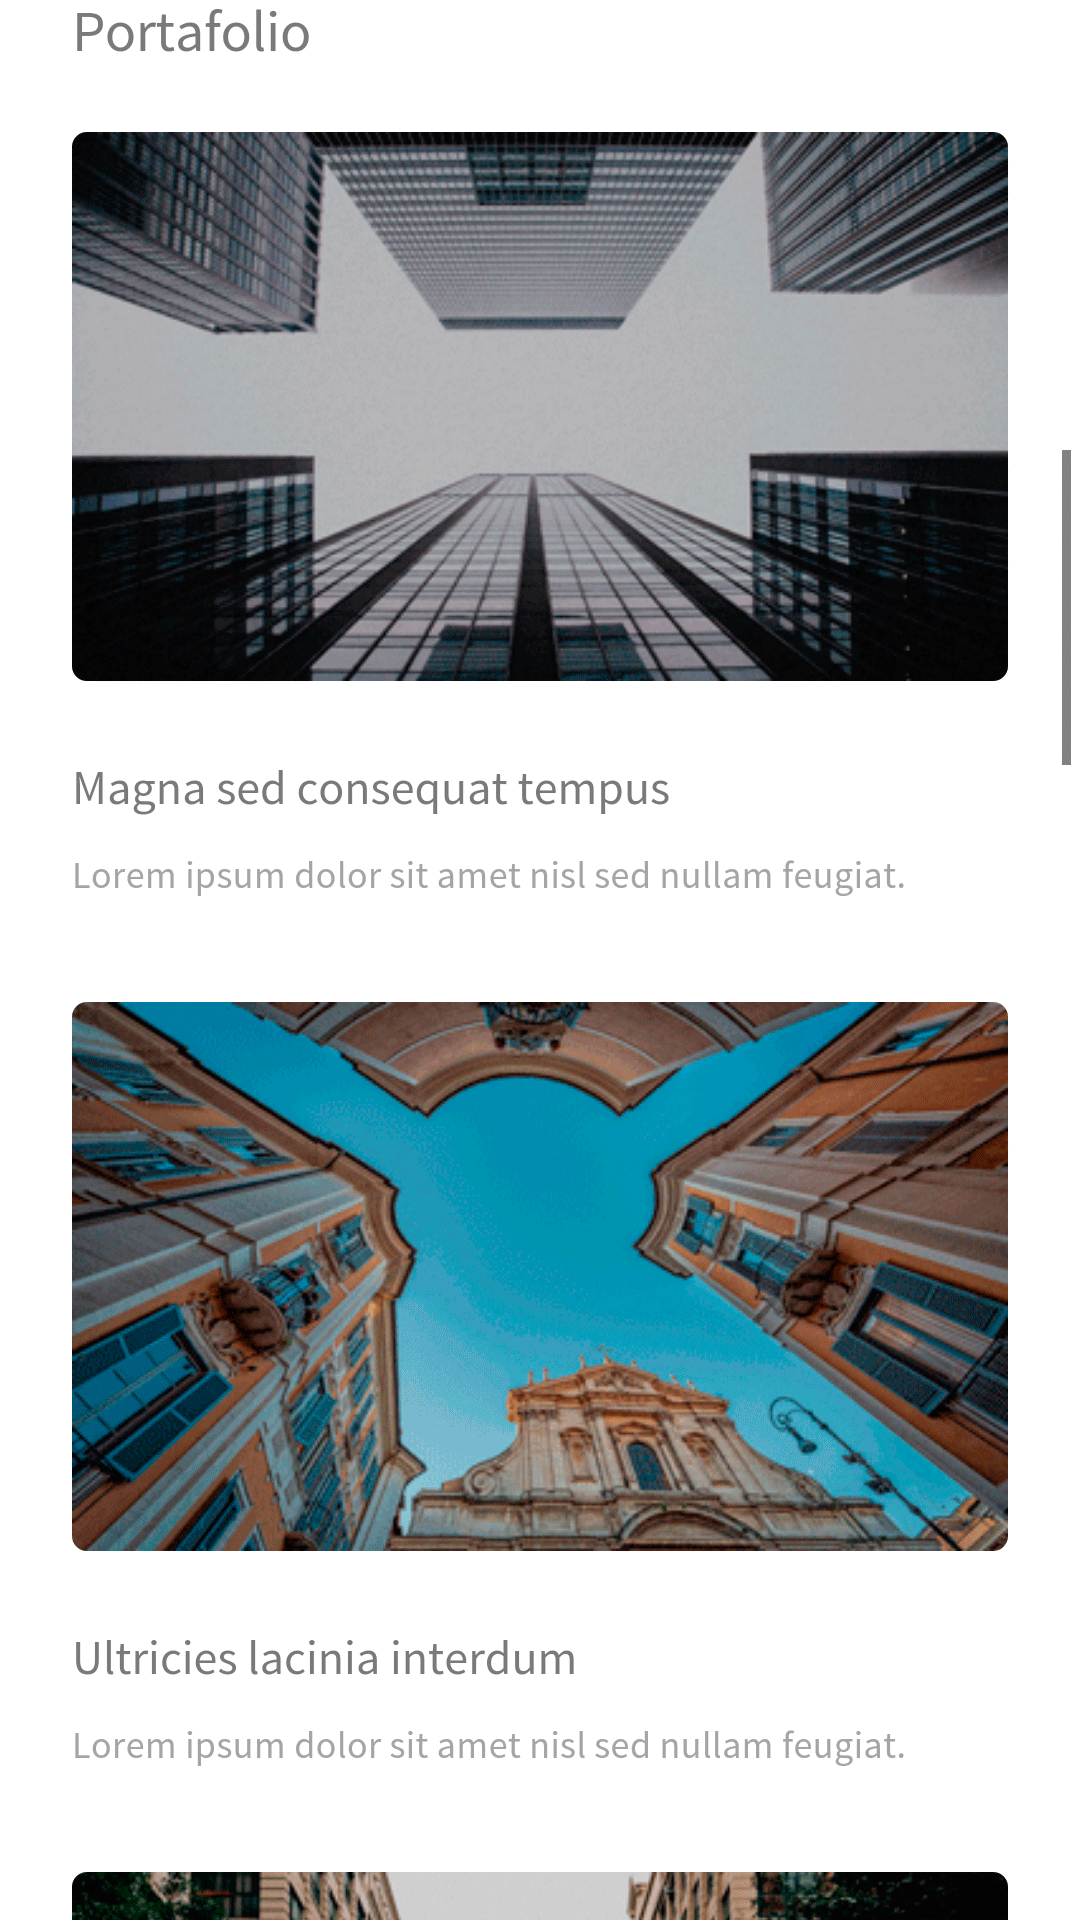 Portafolio
Magna sed consequat tempus
Lorem ipsum dolor sit amet nisl sed nullam feugiat.
Ultricies lacinia interdum
Lorem ipsum dolor sit amet nisl sed nullam feugiat.